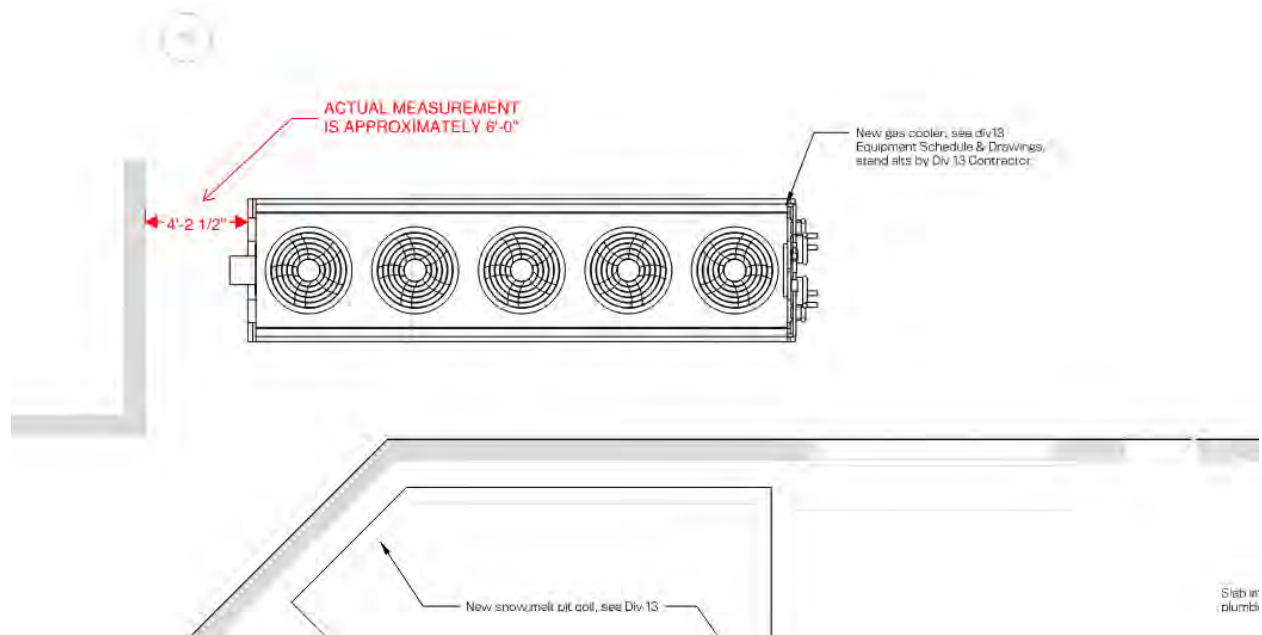 ACTUAL MEASUREMENT
IS APPROXIMATELY 6'-0"
New gas cooler, see div13
Equipment Schedule & Drawings,
stand alts by Div 13 Contractor
4'-2 1/2"
New snow melt pit coil, see Div 13
Slab
plumb